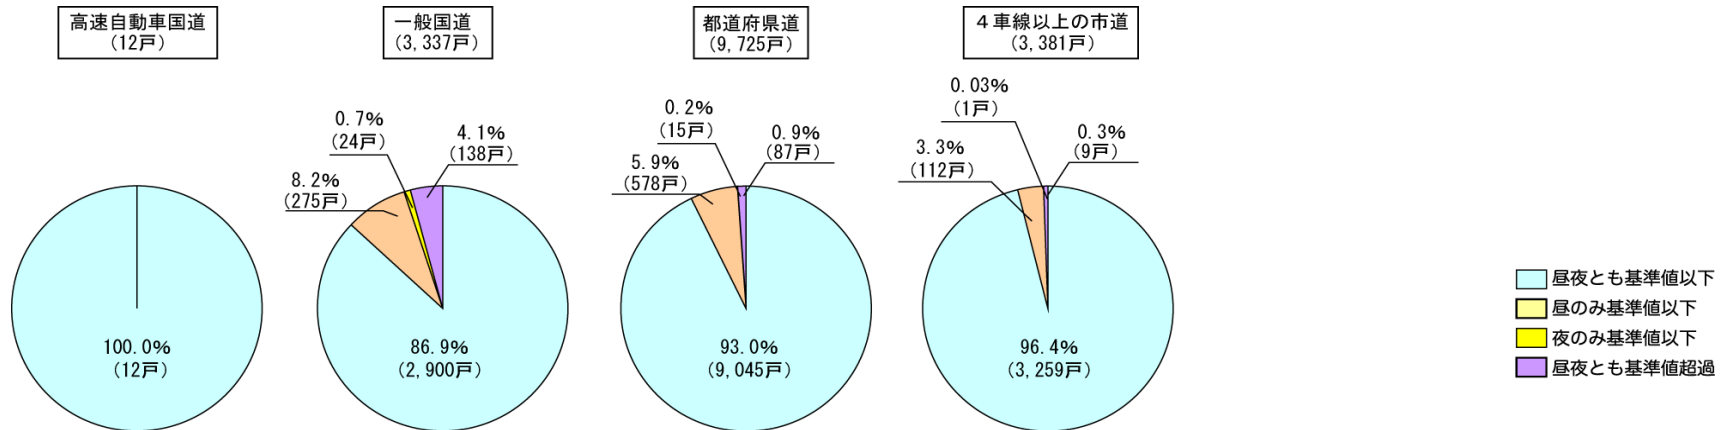 高速自動車国道
（12戸）
一般国道
（3,337戸）
都道府県道
（9,725戸）
４車線以上の市道
（3,381戸）
100.0%
（12戸）
0.7%
（24戸）
4.1%
（138戸）
8.2%
（275戸）
86.9%
（2,900戸）
0.2%
（15戸）
0.9%
（87戸）
5.9%
（578戸）
93.0%
（9,045戸）
0.03%
（1戸）
0.3%
（9戸）
3.3%
（112戸）
96.4%
（3,259戸）
昼夜とも基準値以下
昼のみ基準値以下
夜のみ基準値以下
昼夜とも基準値超過